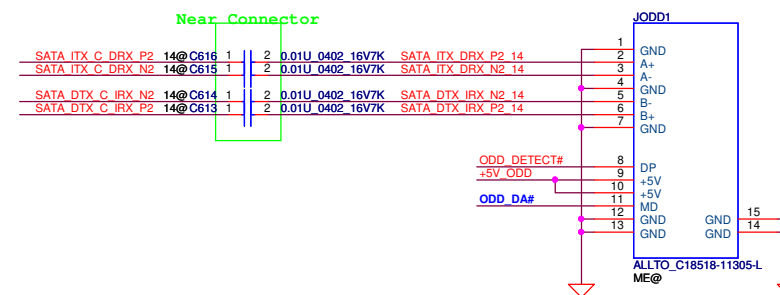 Near Connector
JODD1
SATA_ITX_C_DRX_P2 14@ C616 1 2 0.01U_0402_16V7K SATA_ITX_DRX_P2_14
SATA_ITX_C_DRX_N2 14@ C615 1 2 0.01U_0402_16V7K SATA_ITX_DRX_N2_14
SATA_DTX_C_IRX_N2 14@ C614 1 2 0.01U_0402_16V7K SATA_DTX_IRX_N2_14
SATA_DTX_C_IRX_P2 14@ C613 1 2 0.01U_0402_16V7K SATA_DTX_IRX_P2_14
1 GND
2 A+
3 A-
4 GND
5 B-
6 B+
7 GND
ODD_DETECT# 8 DP
+5V_ODD 9 +5V
10 +5V
ODD_DA# 11 MD
12 GND GND 15
13 GND GND 14
ALLTO_C18518-11305-L
ME@